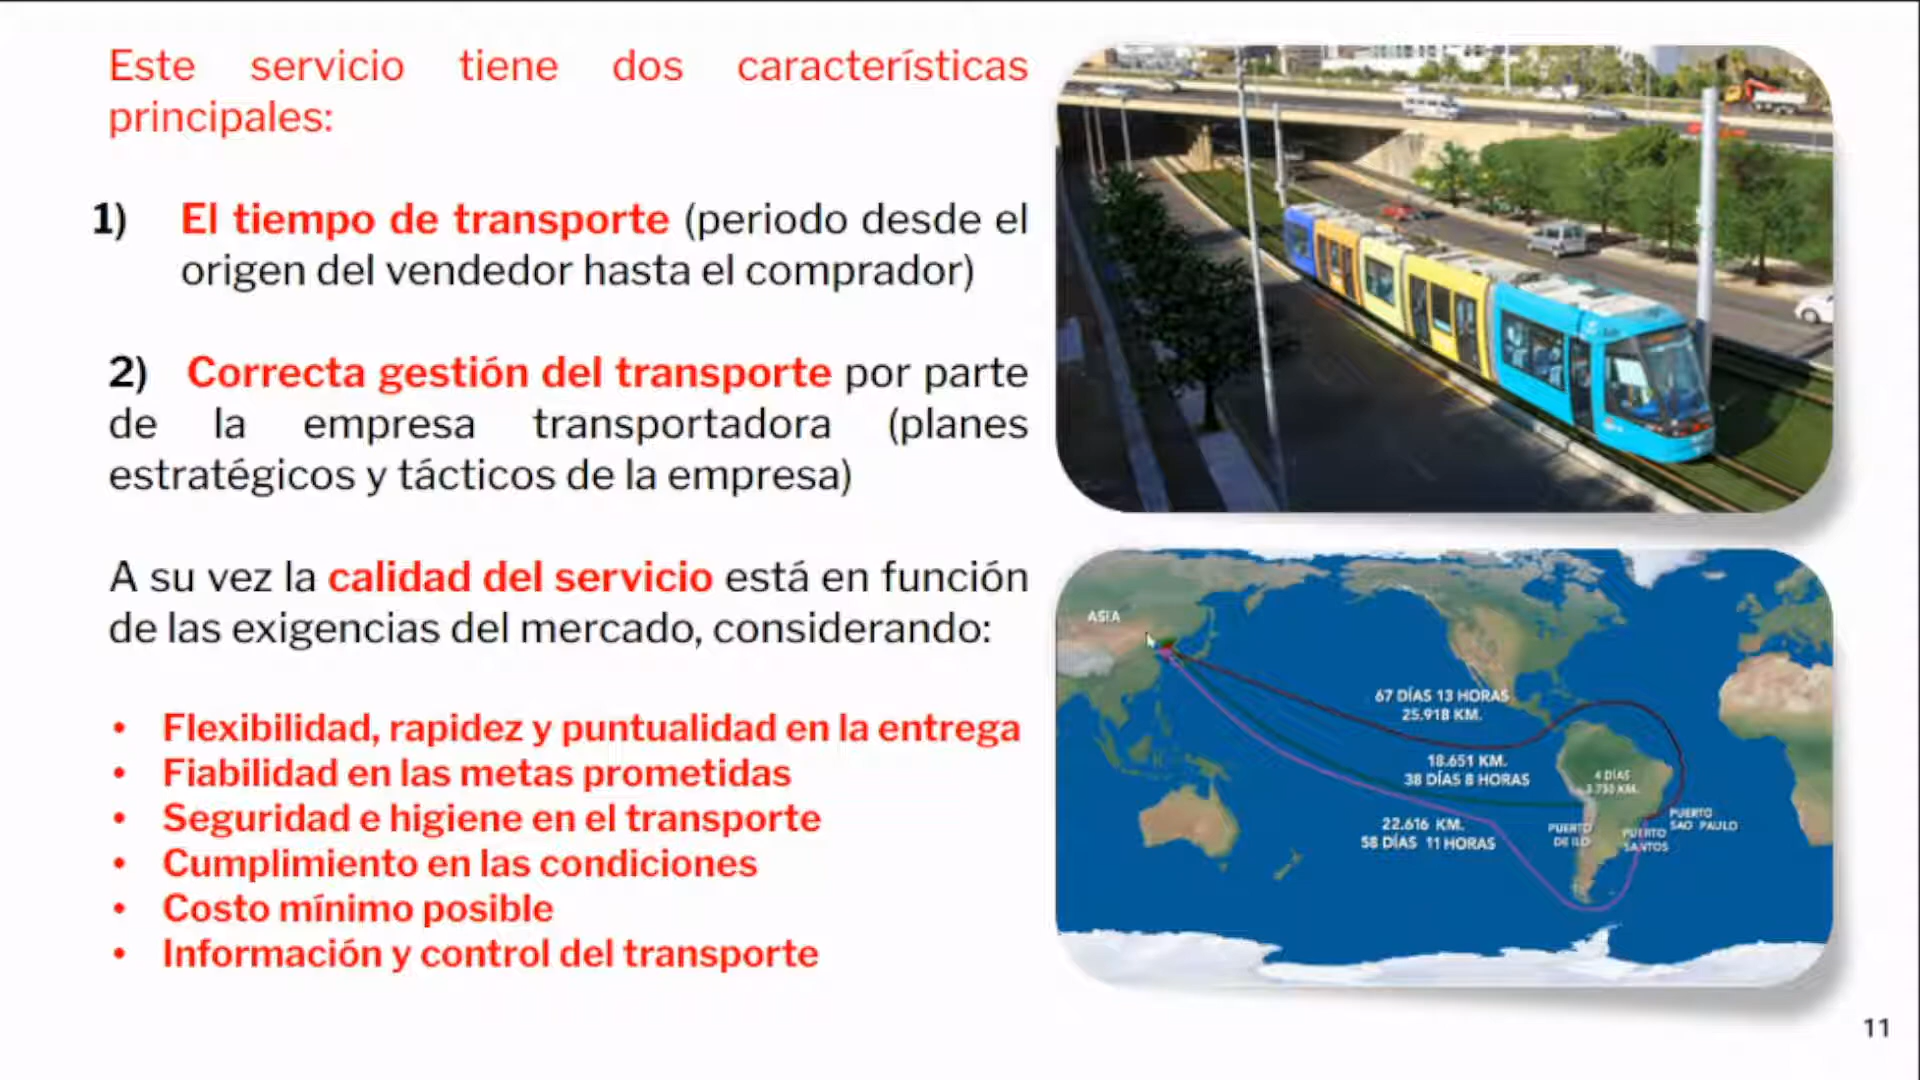 Este servicio tiene dos características
principales:
1) El tiempo de transporte (periodo desde el
origen del vendedor hasta el comprador)
2) Correcta gestión del transporte por parte
de la empresa transportadora (planes
estratégicos y tácticos de la empresa)
A su vez la calidad del servicio está en función
de las exigencias del mercado, considerando:
• Flexibilidad, rapidez y puntualidad en la entrega
• Fiabilidad en las metas prometidas
• Seguridad e higiene en el transporte
• Cumplimiento en las condiciones
• Costo mínimo posible
• Información y control del transporte
ASIA
67 DÍAS 13 HORAS
25.918 KM.
18.651 KM.
38 DÍAS 8 HORAS
4 DÍAS
3.750 KM.
22.616 KM.
58 DÍAS 11 HORAS
PUERTO
DE ILO
PUERTO
SANTOS
PUERTO
SAO PAULO
11